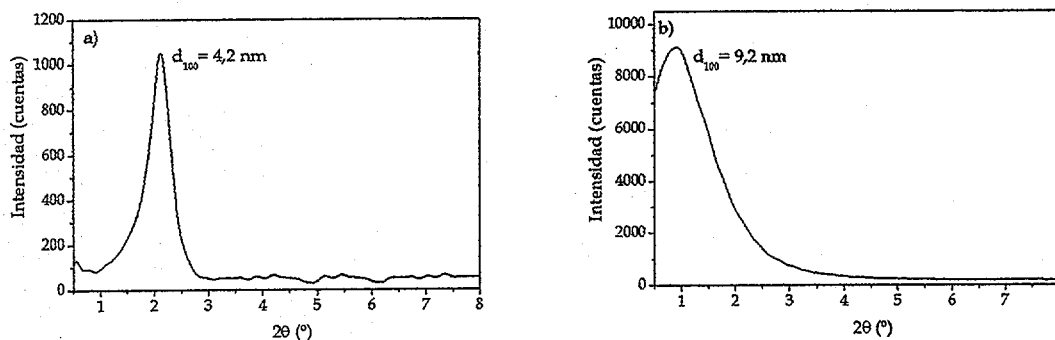 a)
d100= 4,2 nm
Intensidad (cuentas)
1200
1000
800
600
400
200
0
1 2 3 4 5 6 7 8
2θ (º)
b)
d100= 9,2 nm
Intensidad (cuentas)
10000
8000
6000
4000
2000
0
1 2 3 4 5 6 7
2θ (º)